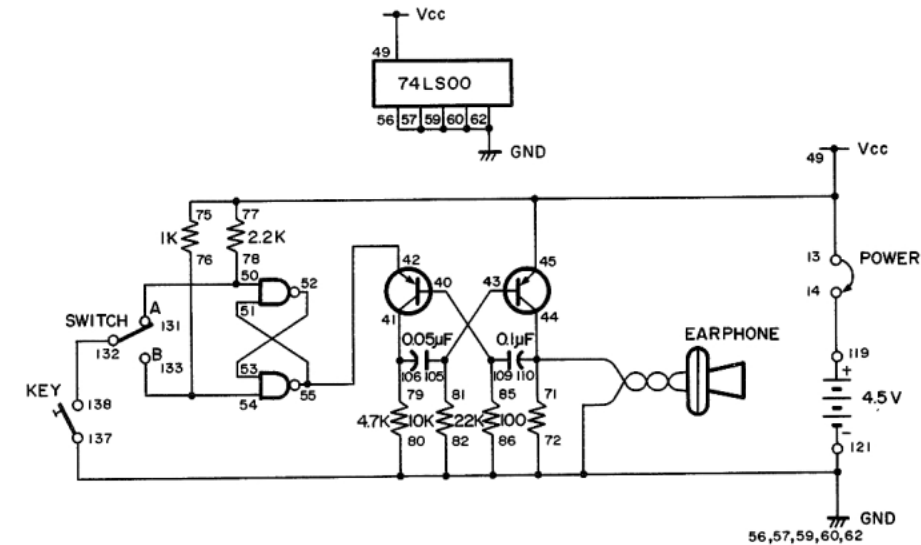 Vcc
49
74LS00
56 57 59 60 62
GND
49 Vcc
75 77
1K 2.2K
76 78
50 52
51
42 45
40 43
41 44
13 POWER
14
SWITCH A 131
132
B 133
53
54 55
0.05µF 0.1µF
106 105 109 110
EARPHONE
119
+
4.5V
-
121
KEY
138
137
79 81 85 71
4.7K 10K 22K 100
80 82 86 72
GND
56,57,59,60,62